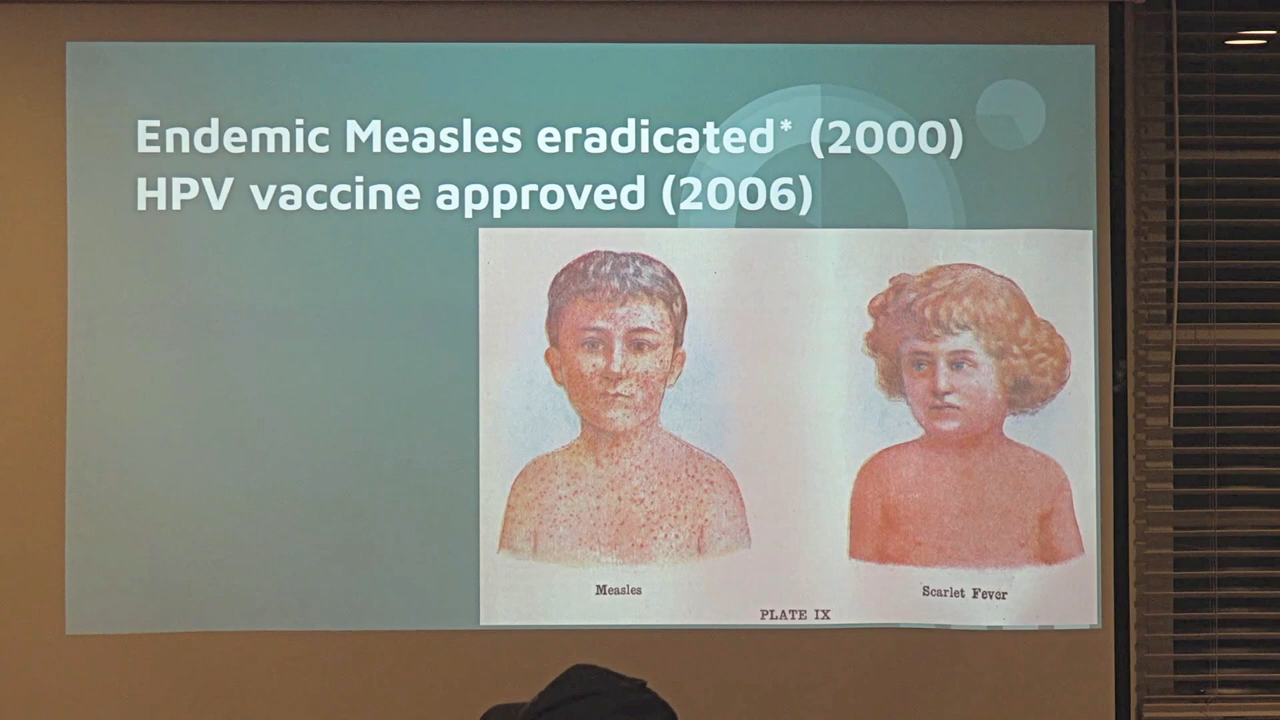 Endemic Measles eradicated* (2000)
HPV vaccine approved (2006)
Measles
Scarlet Fever
PLATE IX